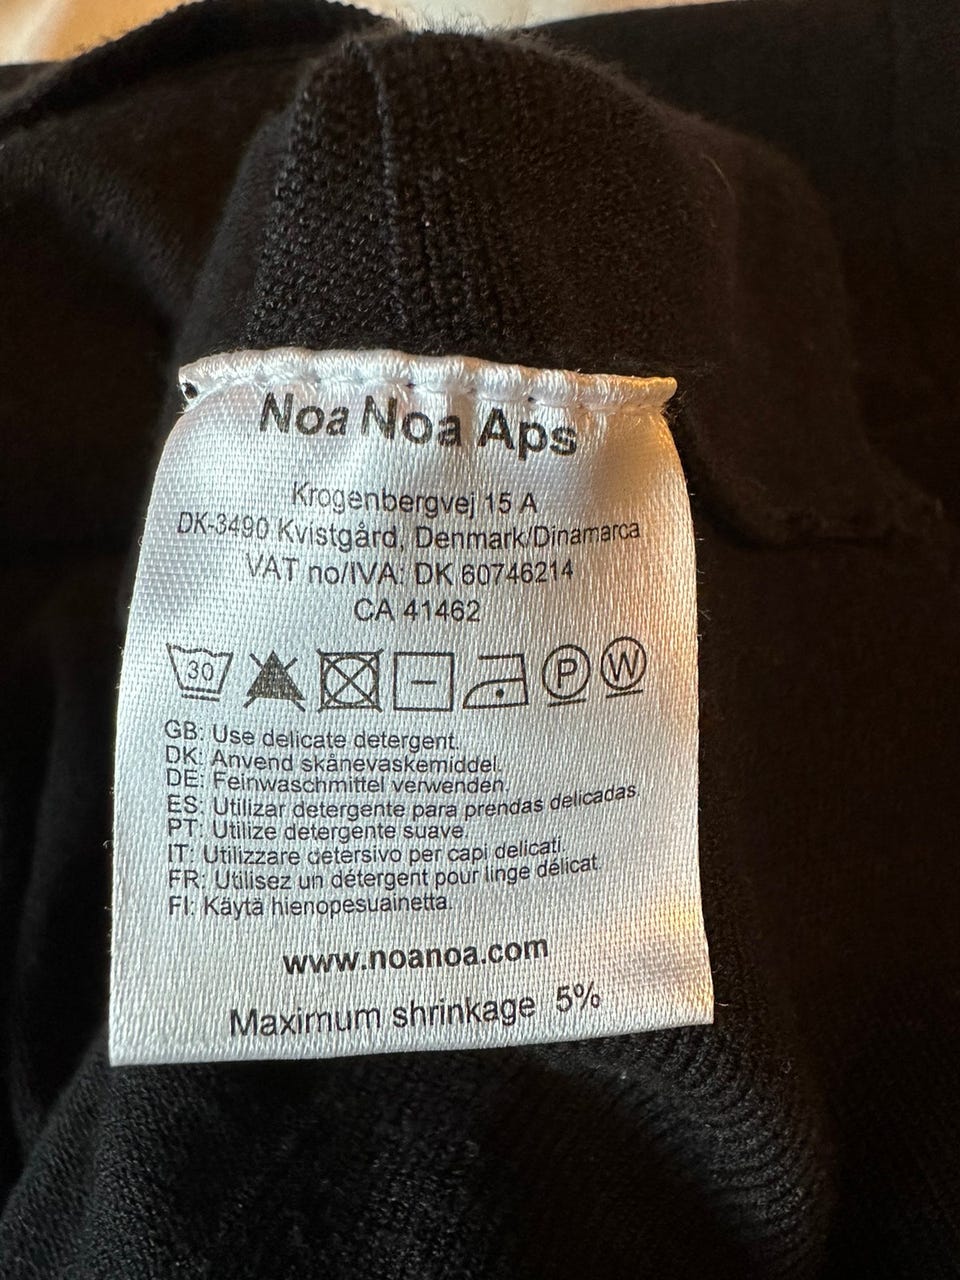 Noa Noa Aps
Krogenbergvej 15 A
DK-3490 Kvistgård, Denmark/Dinamarca
VAT no/IVA: DK 60746214
CA 41462
30 P W
GB: Use delicate detergent.
DK: Anvend skånevaskemiddel.
DE: Feinwaschmittel verwenden.
ES: Utilizar detergente para prendas delicadas.
PT: Utilize detergente suave.
IT: Utilizzare detersivo per capi delicati.
FR: Utilisez un détergent pour linge délicat.
FI: Käytä hienopesuainetta.
www.noanoa.com
Maximum shrinkage 5%